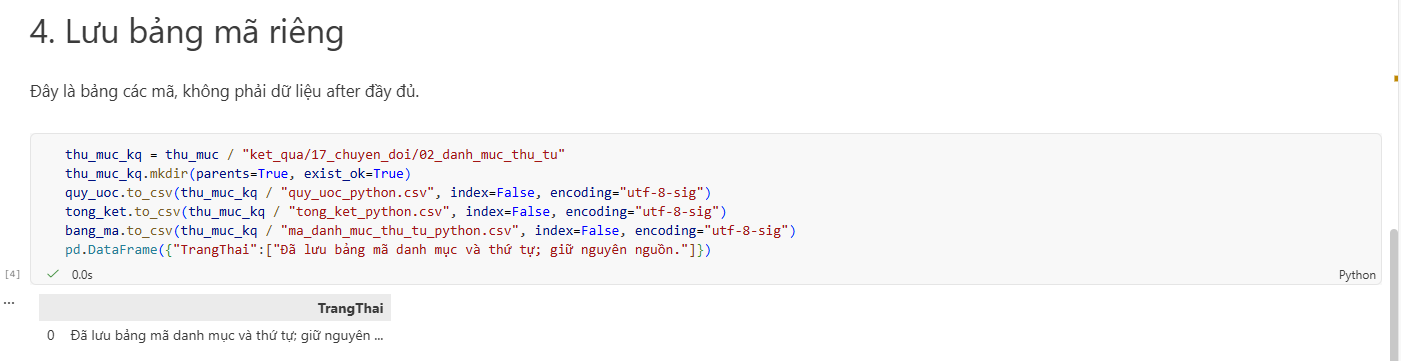 4. Lưu bảng mã riêng
Đây là bảng các mã, không phải dữ liệu after đầy đủ.
thu_muc_kq = thu_muc / "ket_qua/17_chuyen_doi/02_danh_muc_thu_tu"
thu_muc_kq.mkdir(parents=True, exist_ok=True)
quy_uoc.to_csv(thu_muc_kq / "quy_uoc_python.csv", index=False, encoding="utf-8-sig")
tong_ket.to_csv(thu_muc_kq / "tong_ket_python.csv", index=False, encoding="utf-8-sig")
bang_ma.to_csv(thu_muc_kq / "ma_danh_muc_thu_tu_python.csv", index=False, encoding="utf-8-sig")
pd.DataFrame({"TrangThai":["Đã lưu bảng mã danh mục và thứ tự; giữ nguyên nguồn."]})
[4] 0.0s Python
...
TrangThai
0 Đã lưu bảng mã danh mục và thứ tự; giữ nguyên ...